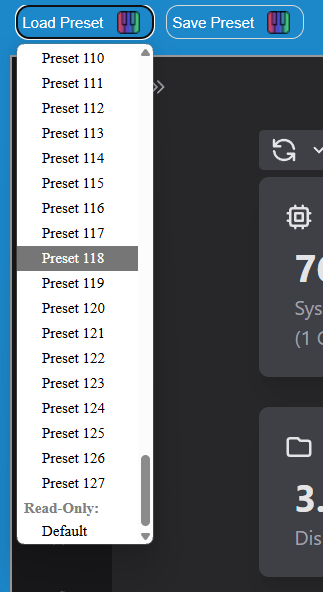 Load Preset
Save Preset
Preset 110
Preset 111
Preset 112
Preset 113
Preset 114
Preset 115
Preset 116
Preset 117
Preset 118
Preset 119
Preset 120
Preset 121
Preset 122
Preset 123
Preset 124
Preset 125
Preset 126
Preset 127
Read-Only:
Default
Sys
(1
3.
Dis